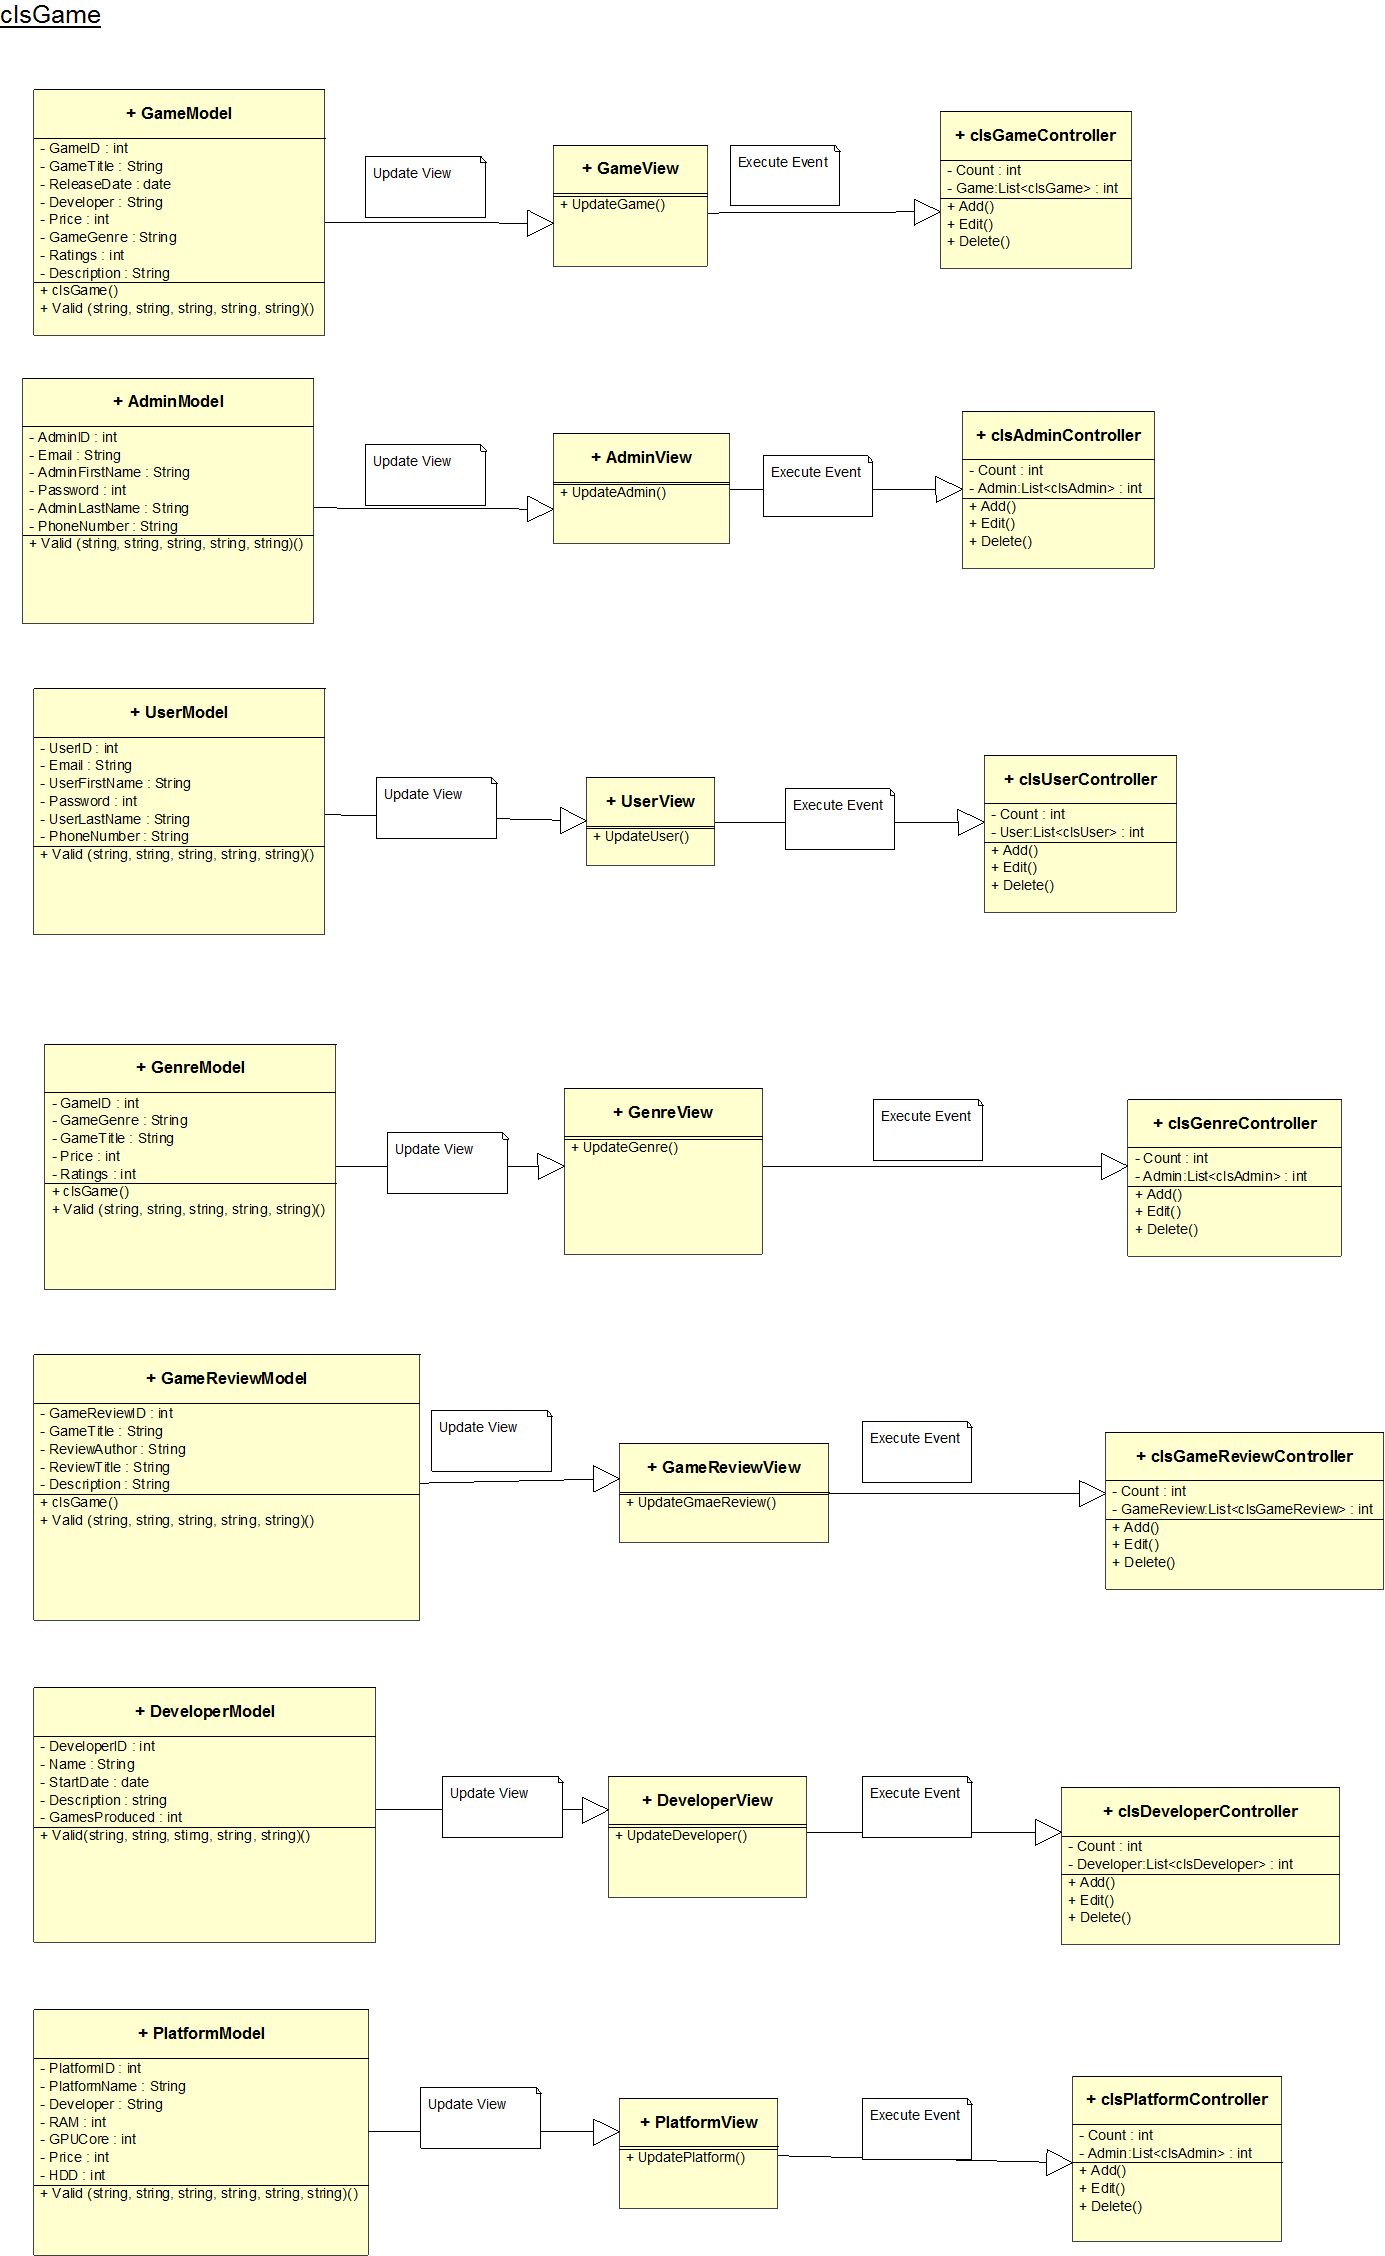 clsGame
+ GameModel
- GameID : int
- GameTitle : String
- ReleaseDate : date
- Developer : String
- Price : int
- GameGenre : String
- Ratings : int
- Description : String
+ clsGame()
+ Valid (string, string, string, string, string)()
Update View
+ GameView
+ UpdateGame()
Execute Event
+ clsGameController
- Count : int
- Game:List<clsGame> : int
+ Add()
+ Edit()
+ Delete()
+ AdminModel
- AdminID : int
- Email : String
- AdminFirstName : String
- Password : int
- AdminLastName : String
- PhoneNumber : String
+ Valid (string, string, string, string, string)()
Update View
+ AdminView
+ UpdateAdmin()
Execute Event
+ clsAdminController
- Count : int
- Admin:List<clsAdmin> : int
+ Add()
+ Edit()
+ Delete()
+ UserModel
- UserID : int
- Email : String
- UserFirstName : String
- Password : int
- UserLastName : String
- PhoneNumber : String
+ Valid (string, string, string, string, string)()
Update View
+ UserView
+ UpdateUser()
Execute Event
+ clsUserController
- Count : int
- User:List<clsUser> : int
+ Add()
+ Edit()
+ Delete()
+ GenreModel
- GameID : int
- GameGenre : String
- GameTitle : String
- Price : int
- Ratings : int
+ clsGame()
+ Valid (string, string, string, string, string)()
Update View
+ GenreView
+ UpdateGenre()
Execute Event
+ clsGenreController
- Count : int
- Admin:List<clsAdmin> : int
+ Add()
+ Edit()
+ Delete()
+ GameReviewModel
- GameReviewID : int
- GameTitle : String
- ReviewAuthor : String
- ReviewTitle : String
- Description : String
+ clsGame()
+ Valid (string, string, string, string, string)()
Update View
+ GameReviewView
+ UpdateGmaeReview()
Execute Event
+ clsGameReviewController
- Count : int
- GameReview:List<clsGameReview> : int
+ Add()
+ Edit()
+ Delete()
+ DeveloperModel
- DeveloperID : int
- Name : String
- StartDate : date
- Description : string
- GamesProduced : int
+ Valid(string, string, stirng, string, string)()
Update View
+ DeveloperView
+ UpdateDeveloper()
Execute Event
+ clsDeveloperController
- Count : int
- Developer:List<clsDeveloper> : int
+ Add()
+ Edit()
+ Delete()
+ PlatformModel
- PlatformID : int
- PlatformName : String
- Developer : String
- RAM : int
- GPUCore : int
- Price : int
- HDD : int
+ Valid (string, string, string, string, string, string)()
Update View
+ PlatformView
+ UpdatePlatform()
Execute Event
+ clsPlatformController
- Count : int
- Admin:List<clsAdmin> : int
+ Add()
+ Edit()
+ Delete()